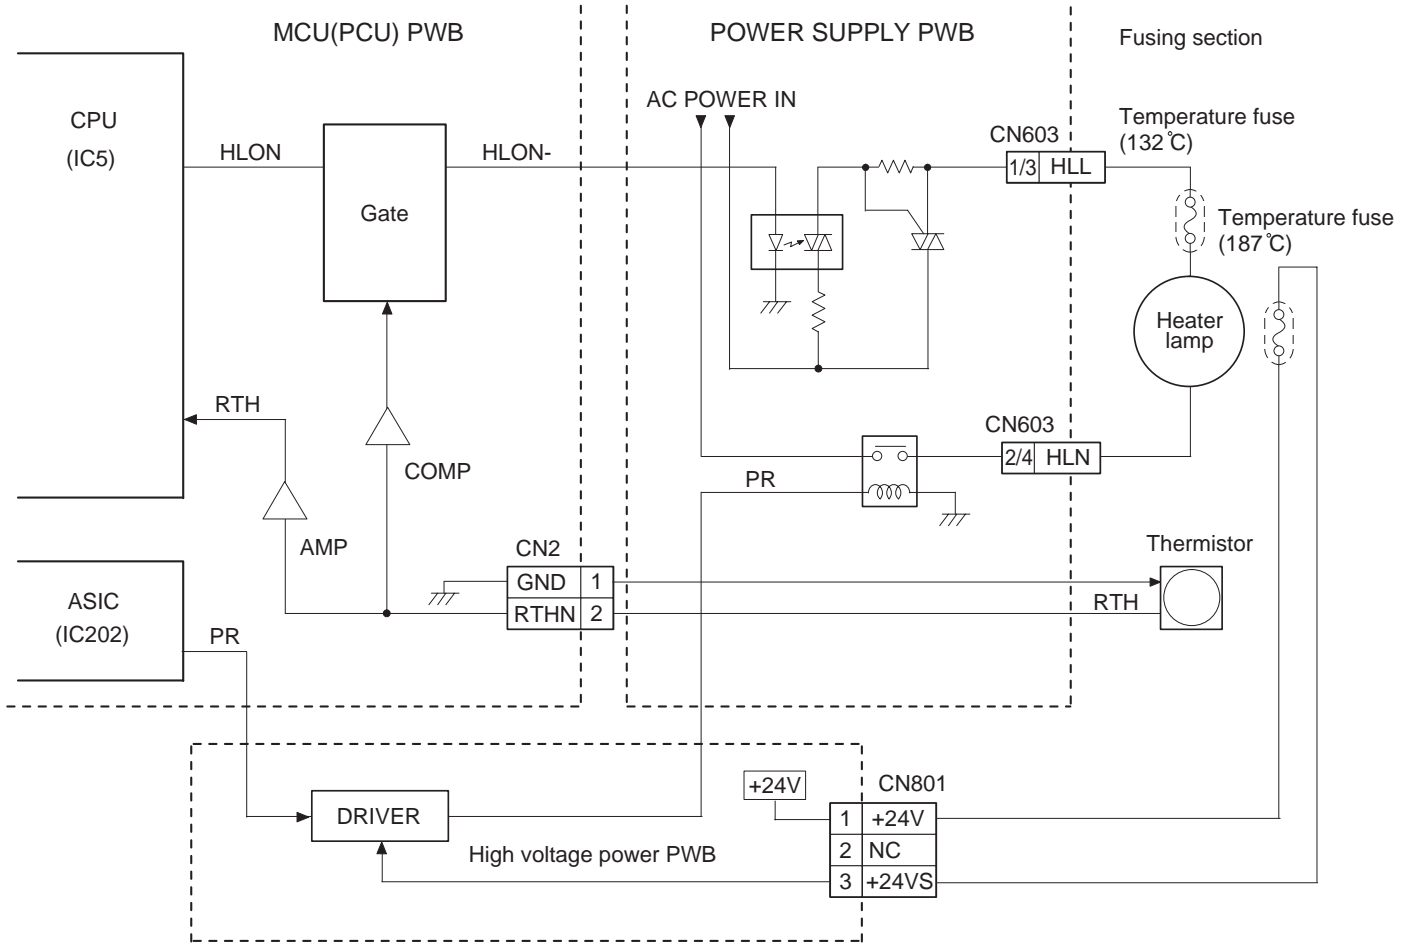 MCU(PCU) PWB
POWER SUPPLY PWB
Fusing section
AC POWER IN
CPU
(IC5)
HLON
Gate
HLON-
CN603
1/3 HLL
Temperature fuse
(132℃)
Temperature fuse
(187℃)
Heater
lamp
RTH
COMP
AMP
CN603
2/4 HLN
PR
CN2
GND 1
RTHN 2
Thermistor
RTH
ASIC
(IC202)
PR
+24V
CN801
DRIVER
1 +24V
2 NC
3 +24VS
High voltage power PWB